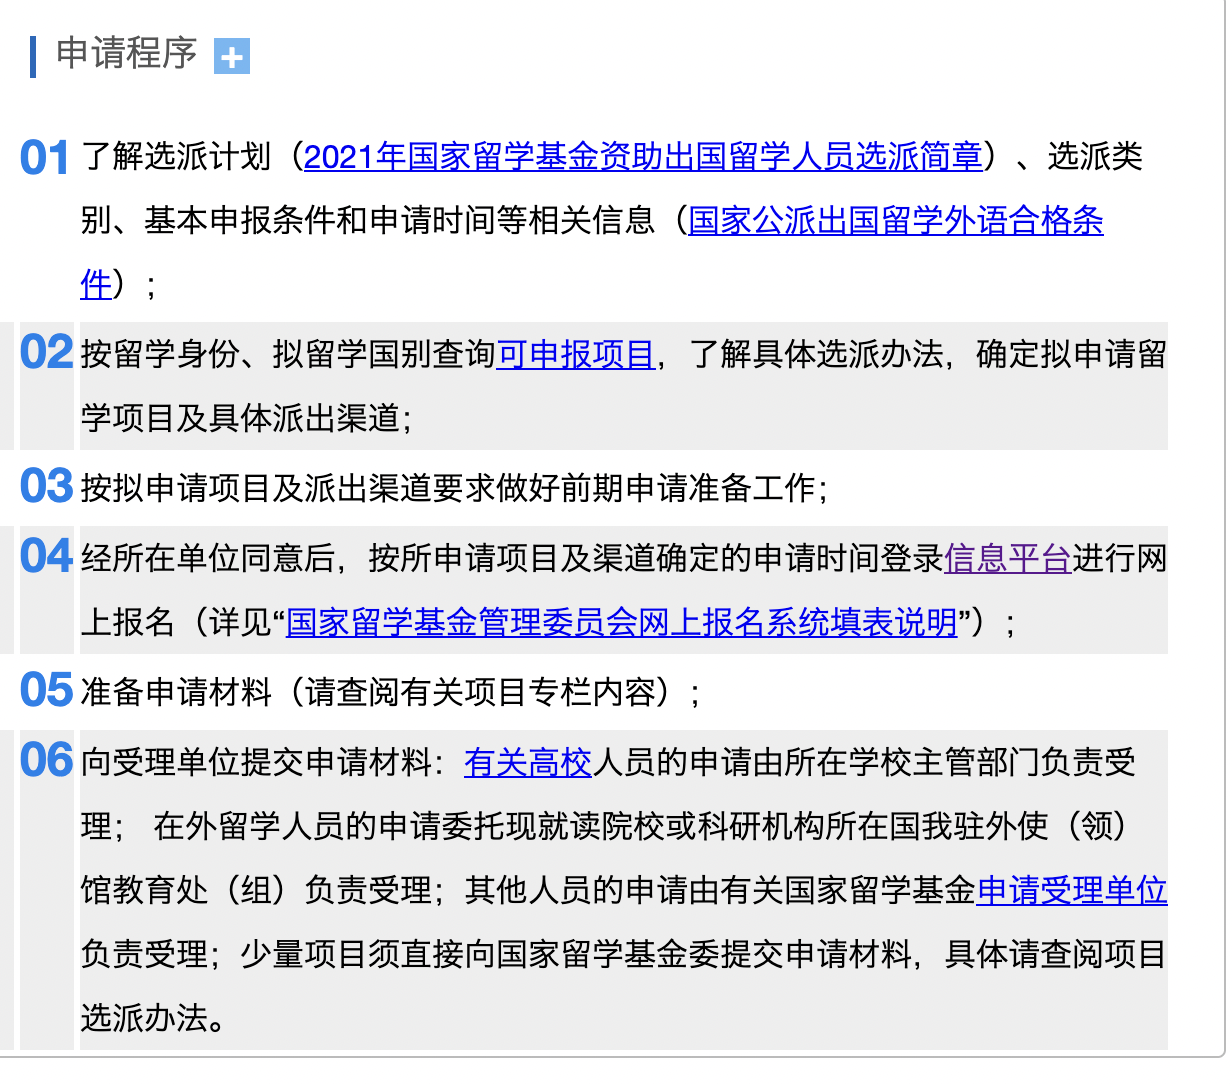 申请程序
01 了解选派计划（2021年国家留学基金资助出国留学人员选派简章）、选派类
别、基本申报条件和申请时间等相关信息（国家公派出国留学外语合格条
件）;
02 按留学身份、拟留学国别查询可申报项目，了解具体选派办法，确定拟申请留
学项目及具体派出渠道；
03 按拟申请项目及派出渠道要求做好前期申请准备工作；
04 经所在单位同意后，按所申请项目及渠道确定的申请时间登录信息平台进行网
上报名（详见“国家留学基金管理委员会网上报名系统填表说明”）;
05 准备申请材料（请查阅有关项目专栏内容）;
06 向受理单位提交申请材料：有关高校人员的申请由所在学校主管部门负责受
理； 在外留学人员的申请委托现就读院校或科研机构所在国我驻外使（领）
馆教育处（组）负责受理；其他人员的申请由有关国家留学基金申请受理单位
负责受理；少量项目须直接向国家留学基金委提交申请材料，具体请查阅项目
选派办法。